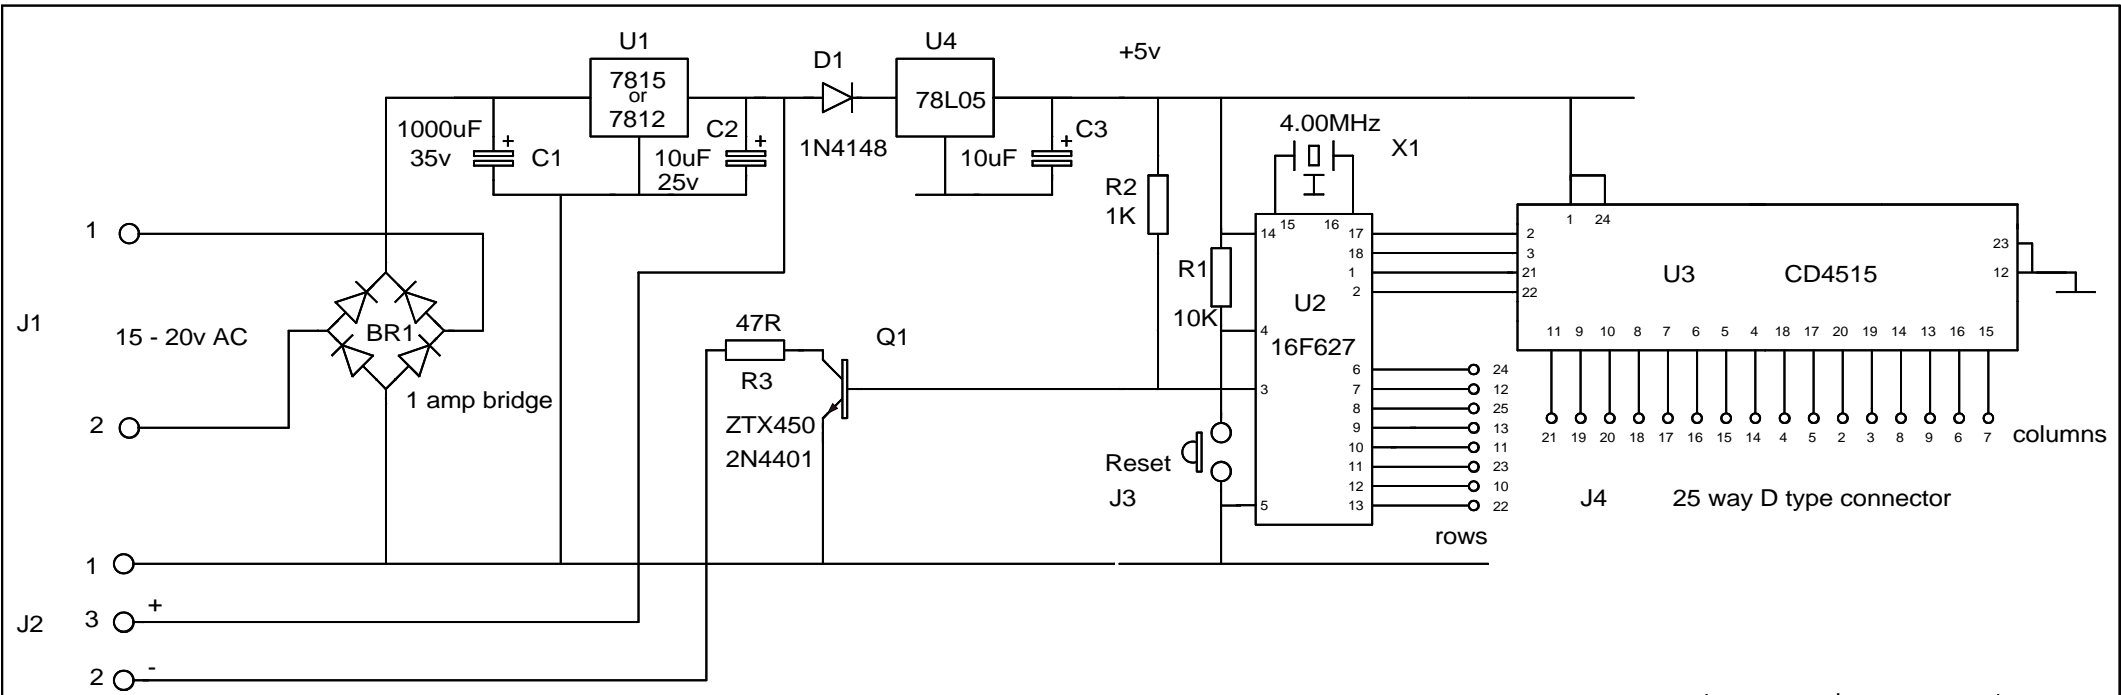 U1
7815
or
7812
D1
U4
78L05
+5v
1000uF
35v
+
C1
C2
+
10uF
25v
1N4148
10uF
+
C3
4.00MHz
X1
R2
1K
1
J1
15 - 20v AC
BR1
1 amp bridge
2
47R
R3
Q1
ZTX450
2N4401
R1
10K
15
16
14
17
18
1
2
U2
4
16F627
3
5
6
7
8
9
10
11
12
13
24
12
25
13
11
23
10
22
rows
Reset
J3
1
24
2
3
21
22
U3
CD4515
23
12
11 9 10 8 7 6 5 4 18 17 20 19 14 13 16 15
21 19 20 18 17 16 15 14 4 5 2 3 8 9 6 7
columns
J4
25 way D type connector
1
J2
3
+
2
-